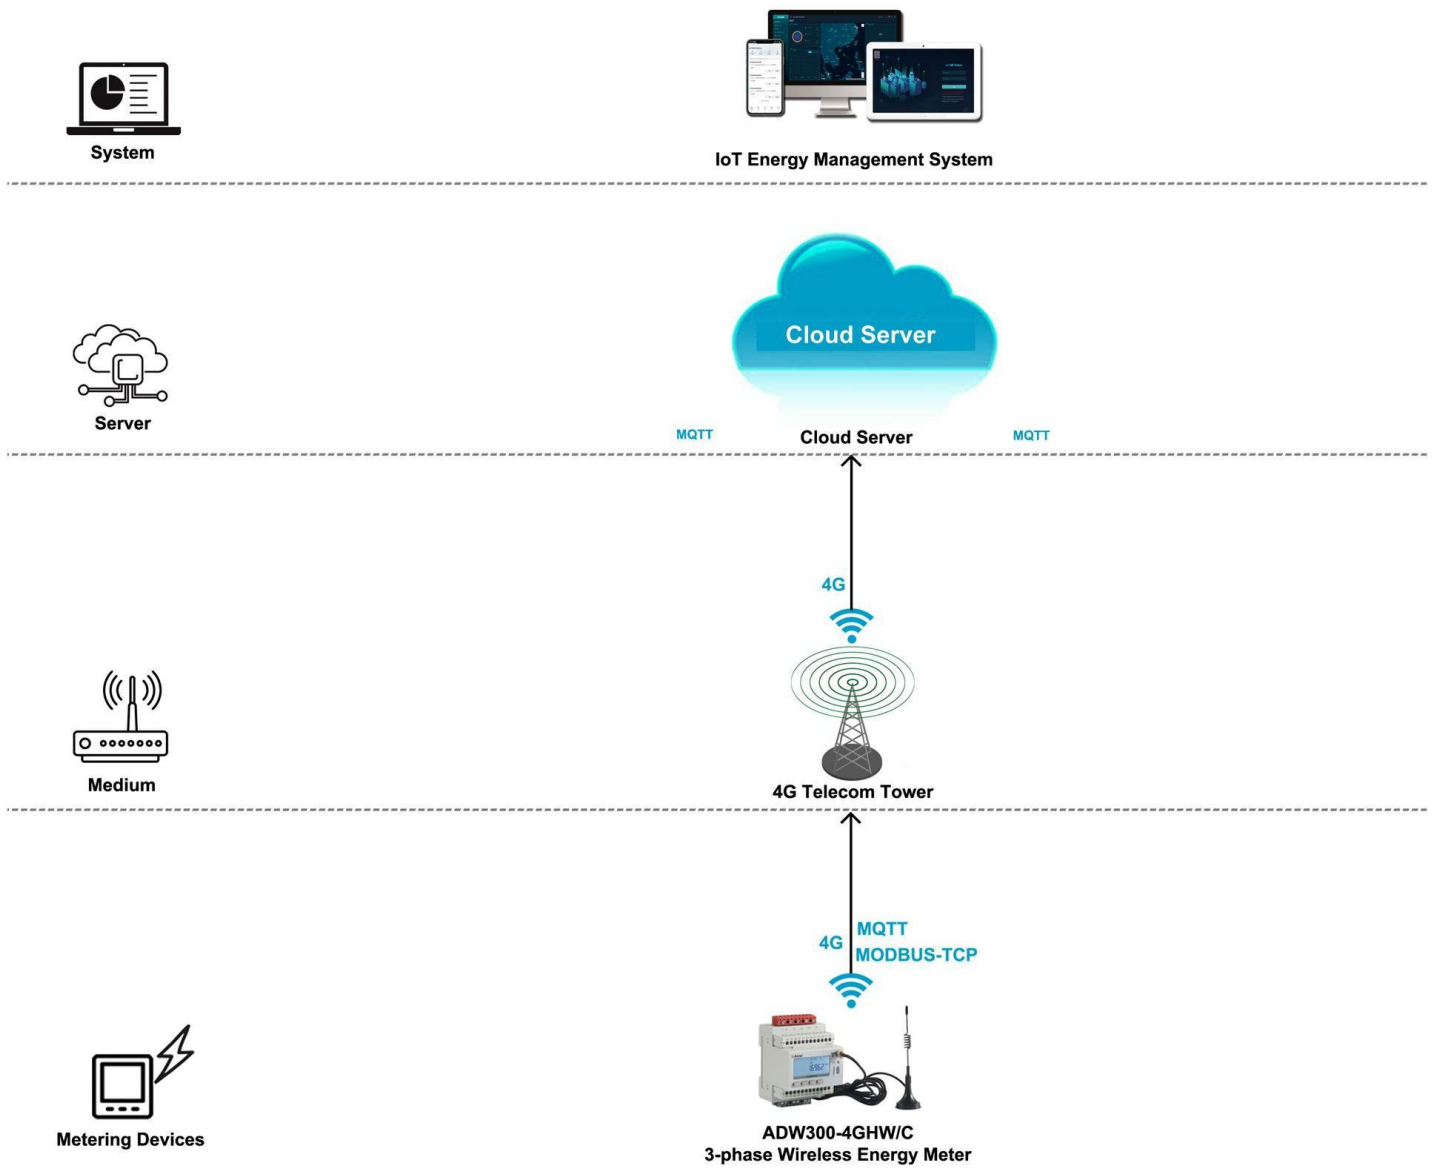 System
IoT Energy Management System
Cloud Server
Server
MQTT
Cloud Server
MQTT
4G
Medium
4G Telecom Tower
4G
MQTT
MODBUS-TCP
Metering Devices
ADW300-4GHW/C
3-phase Wireless Energy Meter